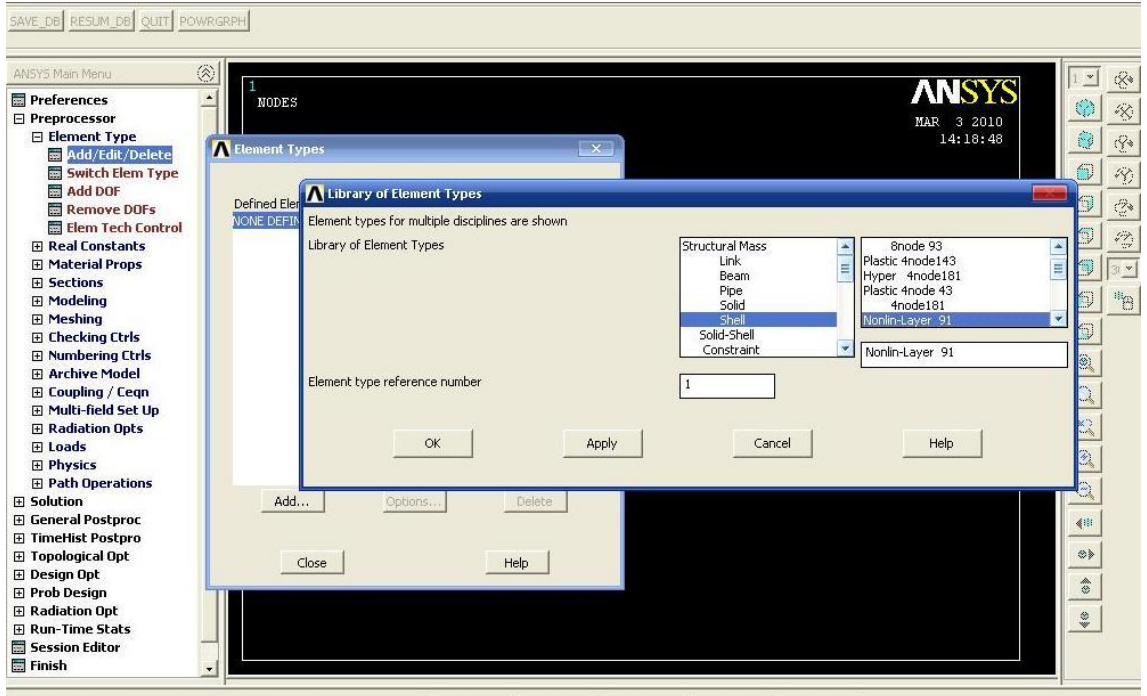 SAVE_DB RESUM_DB QUIT POWRGRPH
ANSYS Main Menu
Preferences
Preprocessor
Element Type
Add/Edit/Delete
Switch Elem Type
Add DOF
Remove DOFs
Elem Tech Control
Real Constants
Material Props
Sections
Modeling
Meshing
Checking Ctrls
Numbering Ctrls
Archive Model
Coupling / Ceqn
Multi-field Set Up
Radiation Opts
Loads
Physics
Path Operations
Solution
General Postproc
TimeHist Postpro
Topological Opt
Design Opt
Prob Design
Radiation Opt
Run-Time Stats
Session Editor
Finish
1
NODES
ANSYS
MAR 3 2010
14:18:48
Element Types
Defined Elem
NONE DEFIN
Add... Options... Delete
Close Help
Library of Element Types
Element types for multiple disciplines are shown
Library of Element Types
Structural Mass
Link
Beam
Pipe
Solid
Shell
Solid-Shell
Constraint
8node 93
Plastic 4node143
Hyper 4node181
Plastic 4node 43
4node181
Nonlin-Layer 91
Nonlin-Layer 91
Element type reference number
1
OK Apply Cancel Help
1